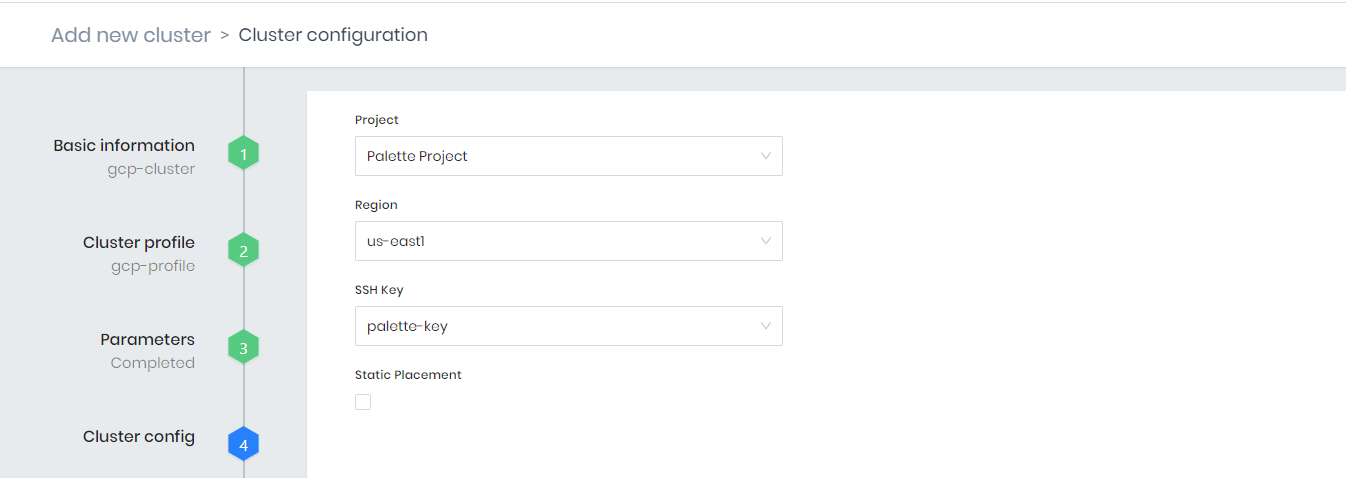 Add new cluster > Cluster configuration
Basic information
gcp-cluster
1
Cluster profile
gcp-profile
2
Parameters
Completed
3
Cluster config
4
Project
Palette Project
Region
us-east1
SSH Key
palette-key
Static Placement